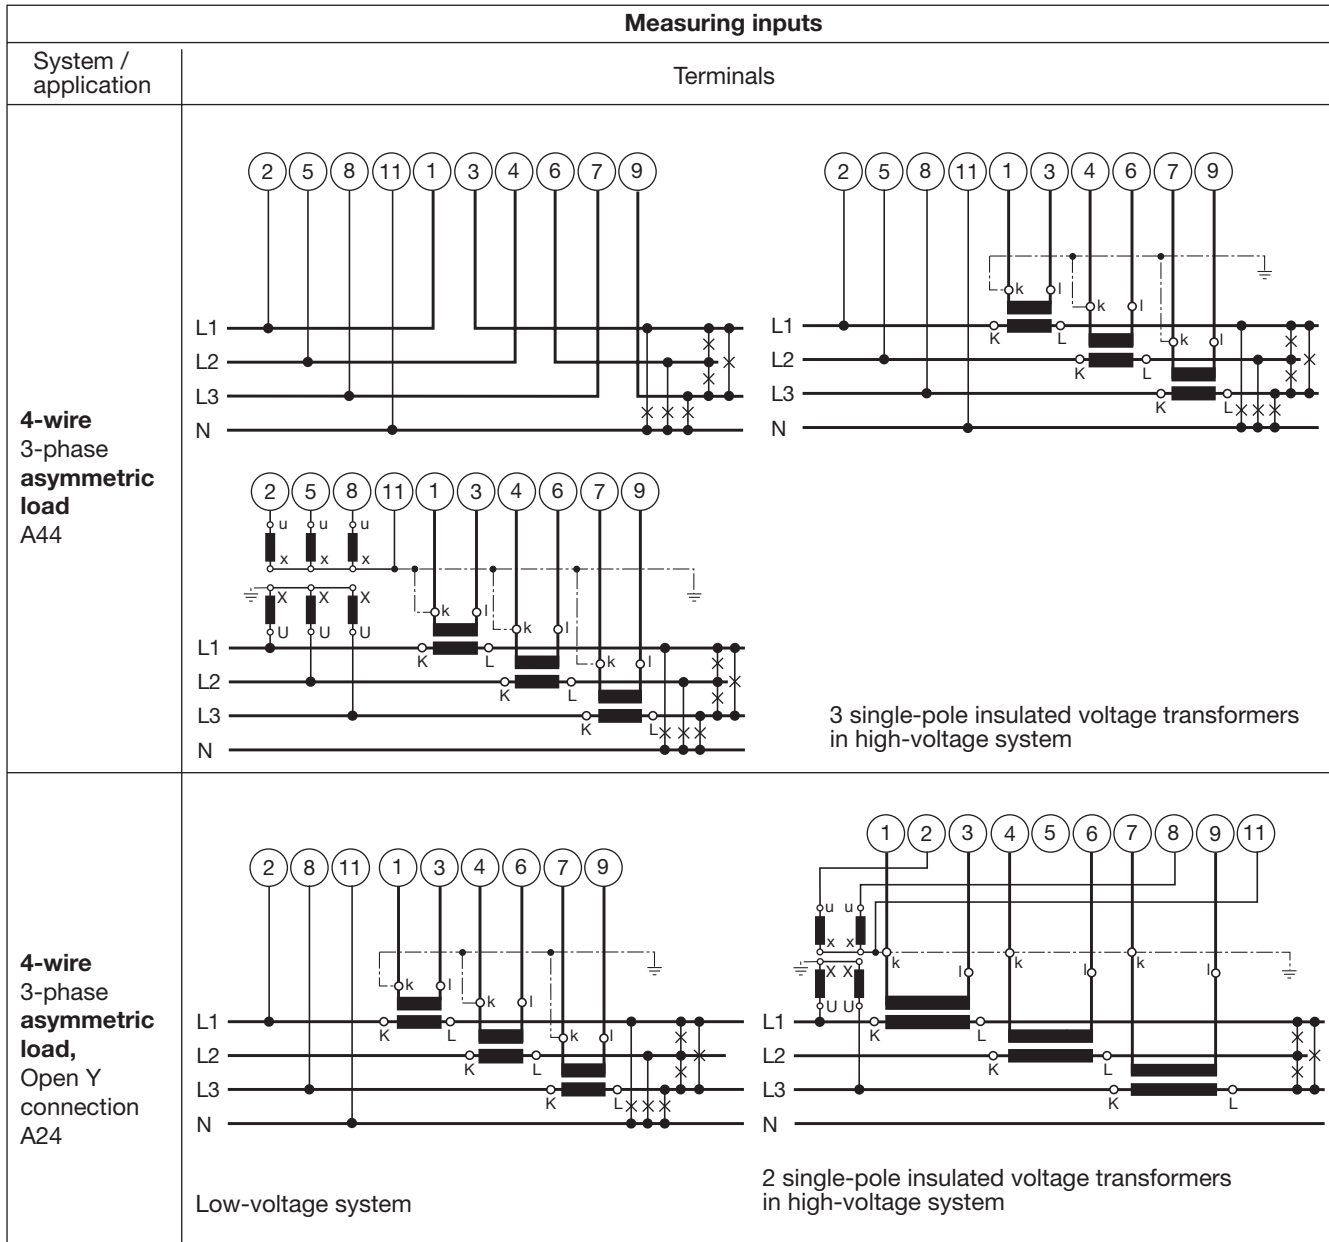 Measuring inputs
System /
application
Terminals
4-wire
3-phase
asymmetric
load
A44
2 5 8 11 1 3 4 6 7 9
L1
L2
L3
N
2 5 8 11 1 3 4 6 7 9
k l
k l
L1 K L
k l
L2 K L
L3 K L
N
2 5 8 11 1 3 4 6 7 9
u u u
x x x
X X X
k l
U U U
k l
L1 K L
k l
L2 K L
L3 K L
N
3 single-pole insulated voltage transformers
in high-voltage system
4-wire
3-phase
asymmetric
load,
Open Y
connection
A24
2 8 11 1 3 4 6 7 9
k l
k l
L1 K L
k l
L2 K L
L3 K L
N
Low-voltage system
1 2 3 4 5 6 7 8 9 11
u u
x x
k k k
X X l l l
U U
L1 K L
L2 K L
L3 K L
N
2 single-pole insulated voltage transformers
in high-voltage system